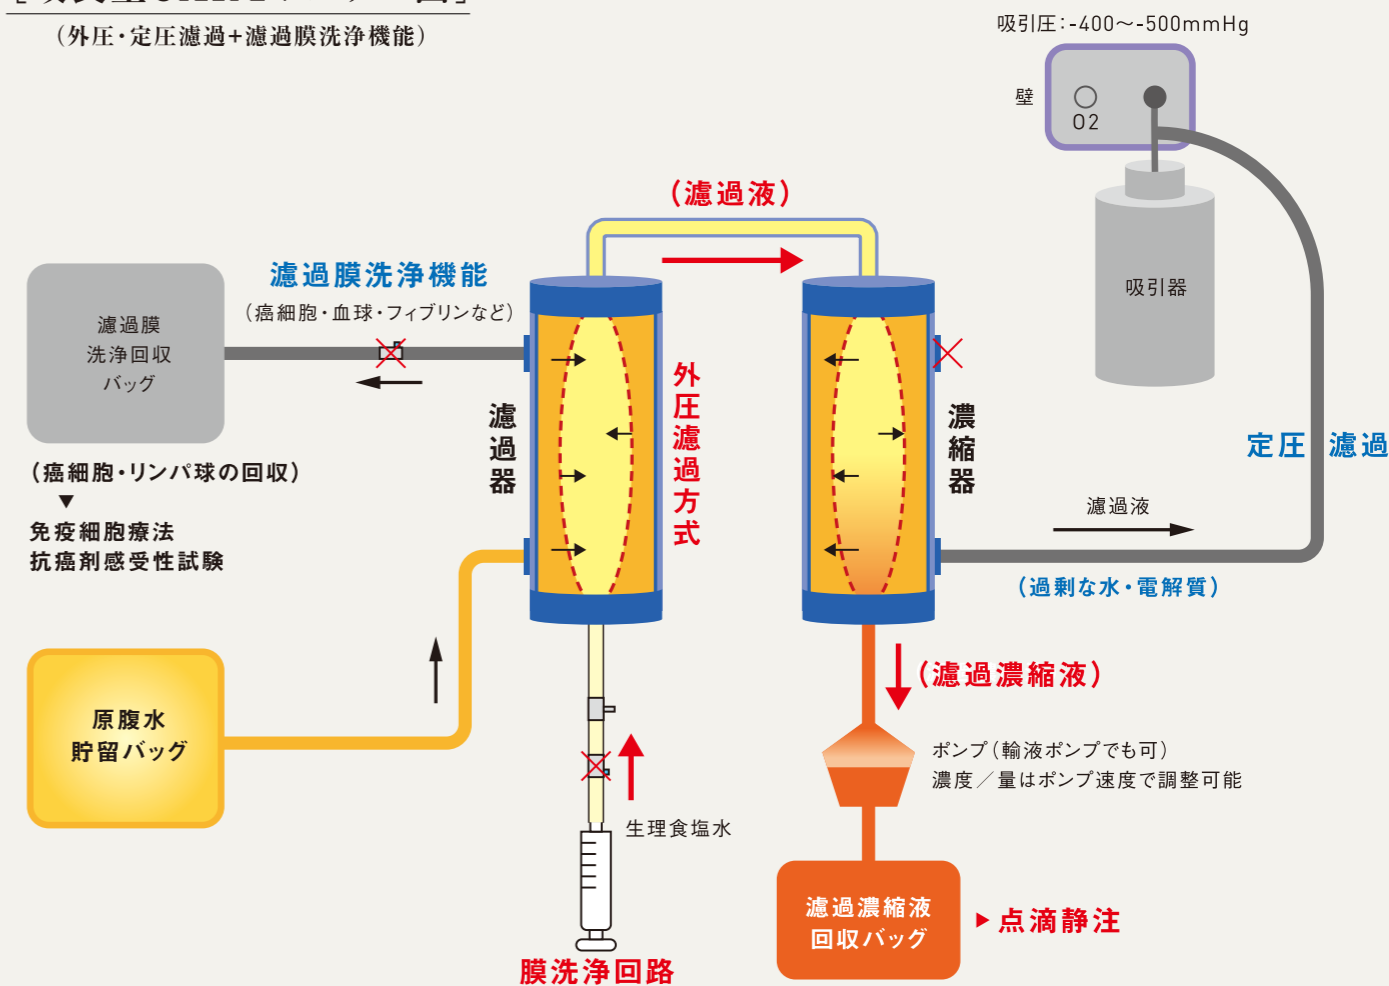 （外圧・定圧濾過+濾過膜洗浄機能）
吸引圧：-400～-500mmHg
壁
O2
吸引器
（濾過液）
濾過膜洗浄機能
（癌細胞・血球・フィブリンなど）
濾過膜
洗浄回収
バッグ
濾過器
外圧濾過方式
濃縮器
定圧 濾過
（癌細胞・リンパ球の回収）
▼
免疫細胞療法
抗癌剤感受性試験
濾過液
（過剰な水・電解質）
原腹水
貯留バッグ
（濾過濃縮液）
ポンプ（輸液ポンプでも可）
濃度／量はポンプ速度で調整可能
生理食塩水
濾過濃縮液
回収バッグ
▶点滴静注
膜洗浄回路